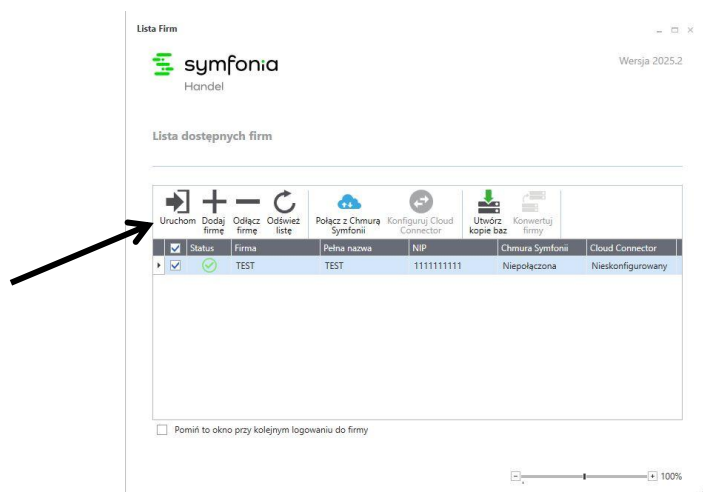 Lista Firm
symfonia
Wersja 2025.2
Handel
Lista dostępnych firm
Uruchom Dodaj firmę Odłącz firmę Odśwież listę Połącz z Chmurą Symfonii Konfiguruj Cloud Connector Utwórz kopie baz Konwertuj firmy
Status Firma Pełna nazwa NIP Chmura Symfonii Cloud Connector
TEST TEST 1111111111 Niepołączona Nieskonfigurowany
Pomiń to okno przy kolejnym logowaniu do firmy
100%